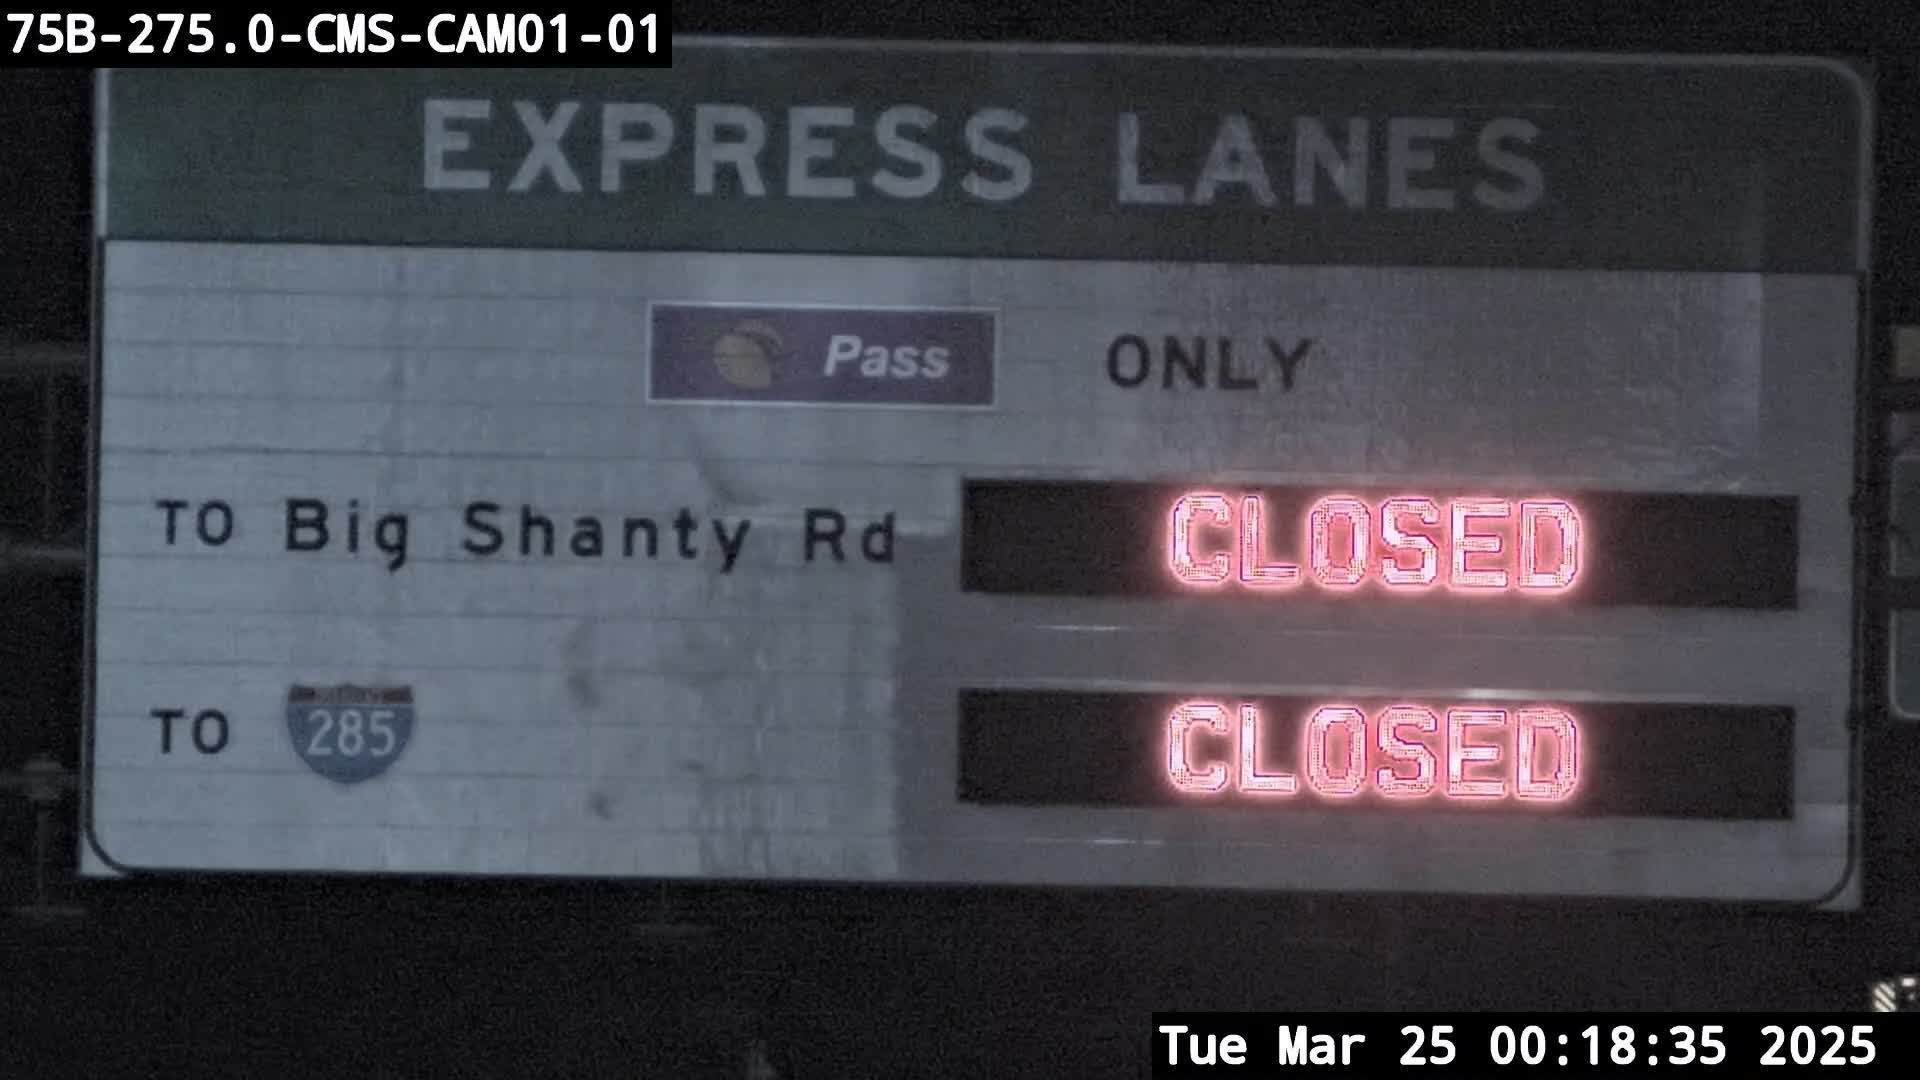 75B-275.0-CMS-CAM01-01
EXPRESS LANES
Pass ONLY
TO Big Shanty Rd CLOSED
TO 285 CLOSED
Tue Mar 25 00:18:35 2025